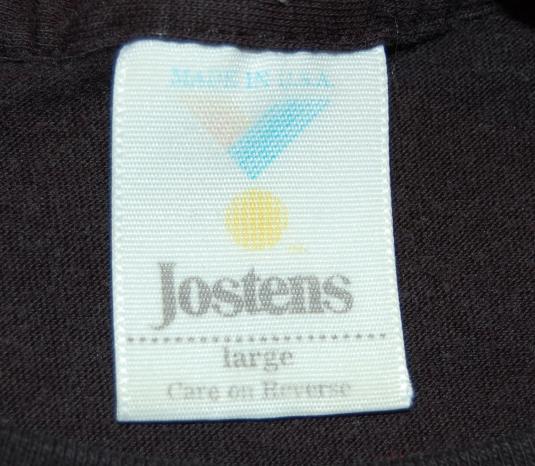 MADE IN U.S.A.
Jostens
large
Care on Reverse